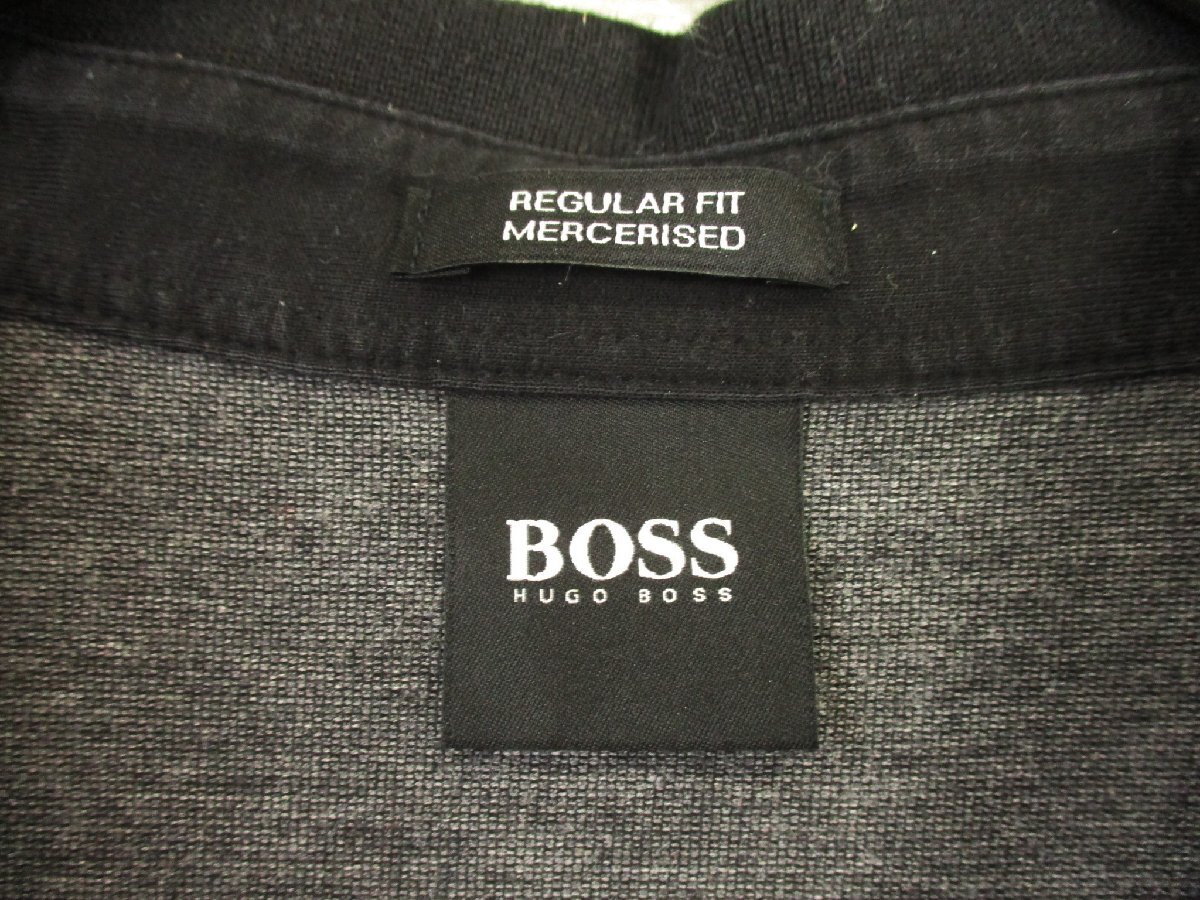 REGULAR FIT
MERCERISED
BOSS
HUGO BOSS